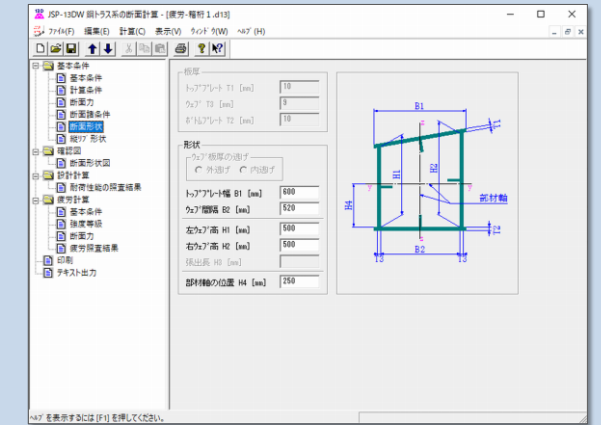 JSP-13DW 鋼トラス系の断面計算 - [疲労-箱桁1.d13]
ファイル(F) 編集(E) 計算(C) 表示(V) ウィンドウ(W) ヘルプ(H)
基本条件
基本条件
計算条件
断面力
断面諸条件
断面形状
縦リブ形状
確認図
断面形状図
設計計算
耐荷性能の照査結果
疲労計算
基本条件
強度等級
断面力
疲労照査結果
印刷
テキスト出力
板厚
トッププレート T1 [mm] 10
ウェブ T3 [mm] 9
ボトムプレート T2 [mm] 10
形状
ウェブ板厚の逃げ
外逃げ 内逃げ
トッププレート幅 B1 [mm] 600
ウェブ間隔 B2 [mm] 520
左ウェブ高 H1 [mm] 500
右ウェブ高 H2 [mm] 500
張出長 H3 [mm]
部材軸の位置 H4 [mm] 250
B1
T1
z
H1
H2
y
y
部材軸
H4
z
T2
B2
T3
T3
ヘルプを表示するには [F1] を押してください。